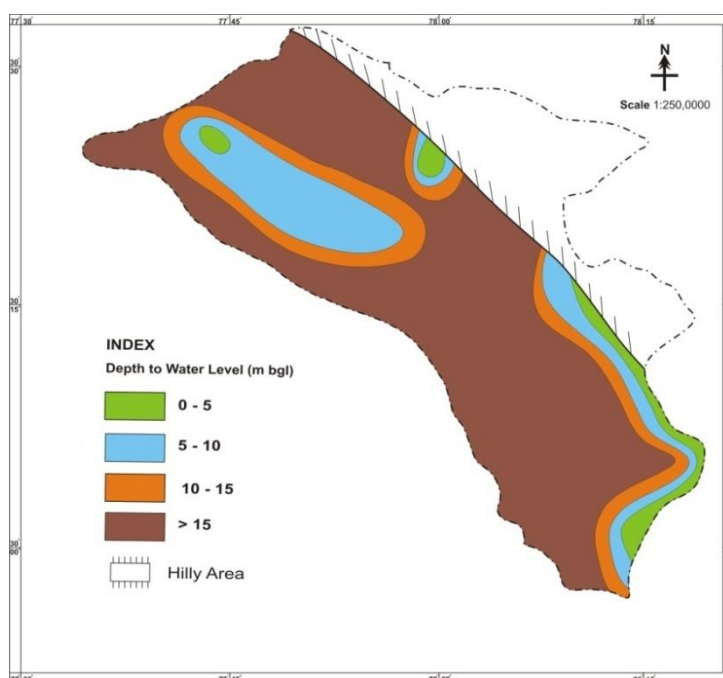 77° 30' 77° 45' 78° 00' 78° 15'
30
30
N
Scale 1:250,0000
20
15
INDEX
Depth to Water Level (m bgl)
0 - 5
5 - 10
10 - 15
> 15
Hilly Area
30
00